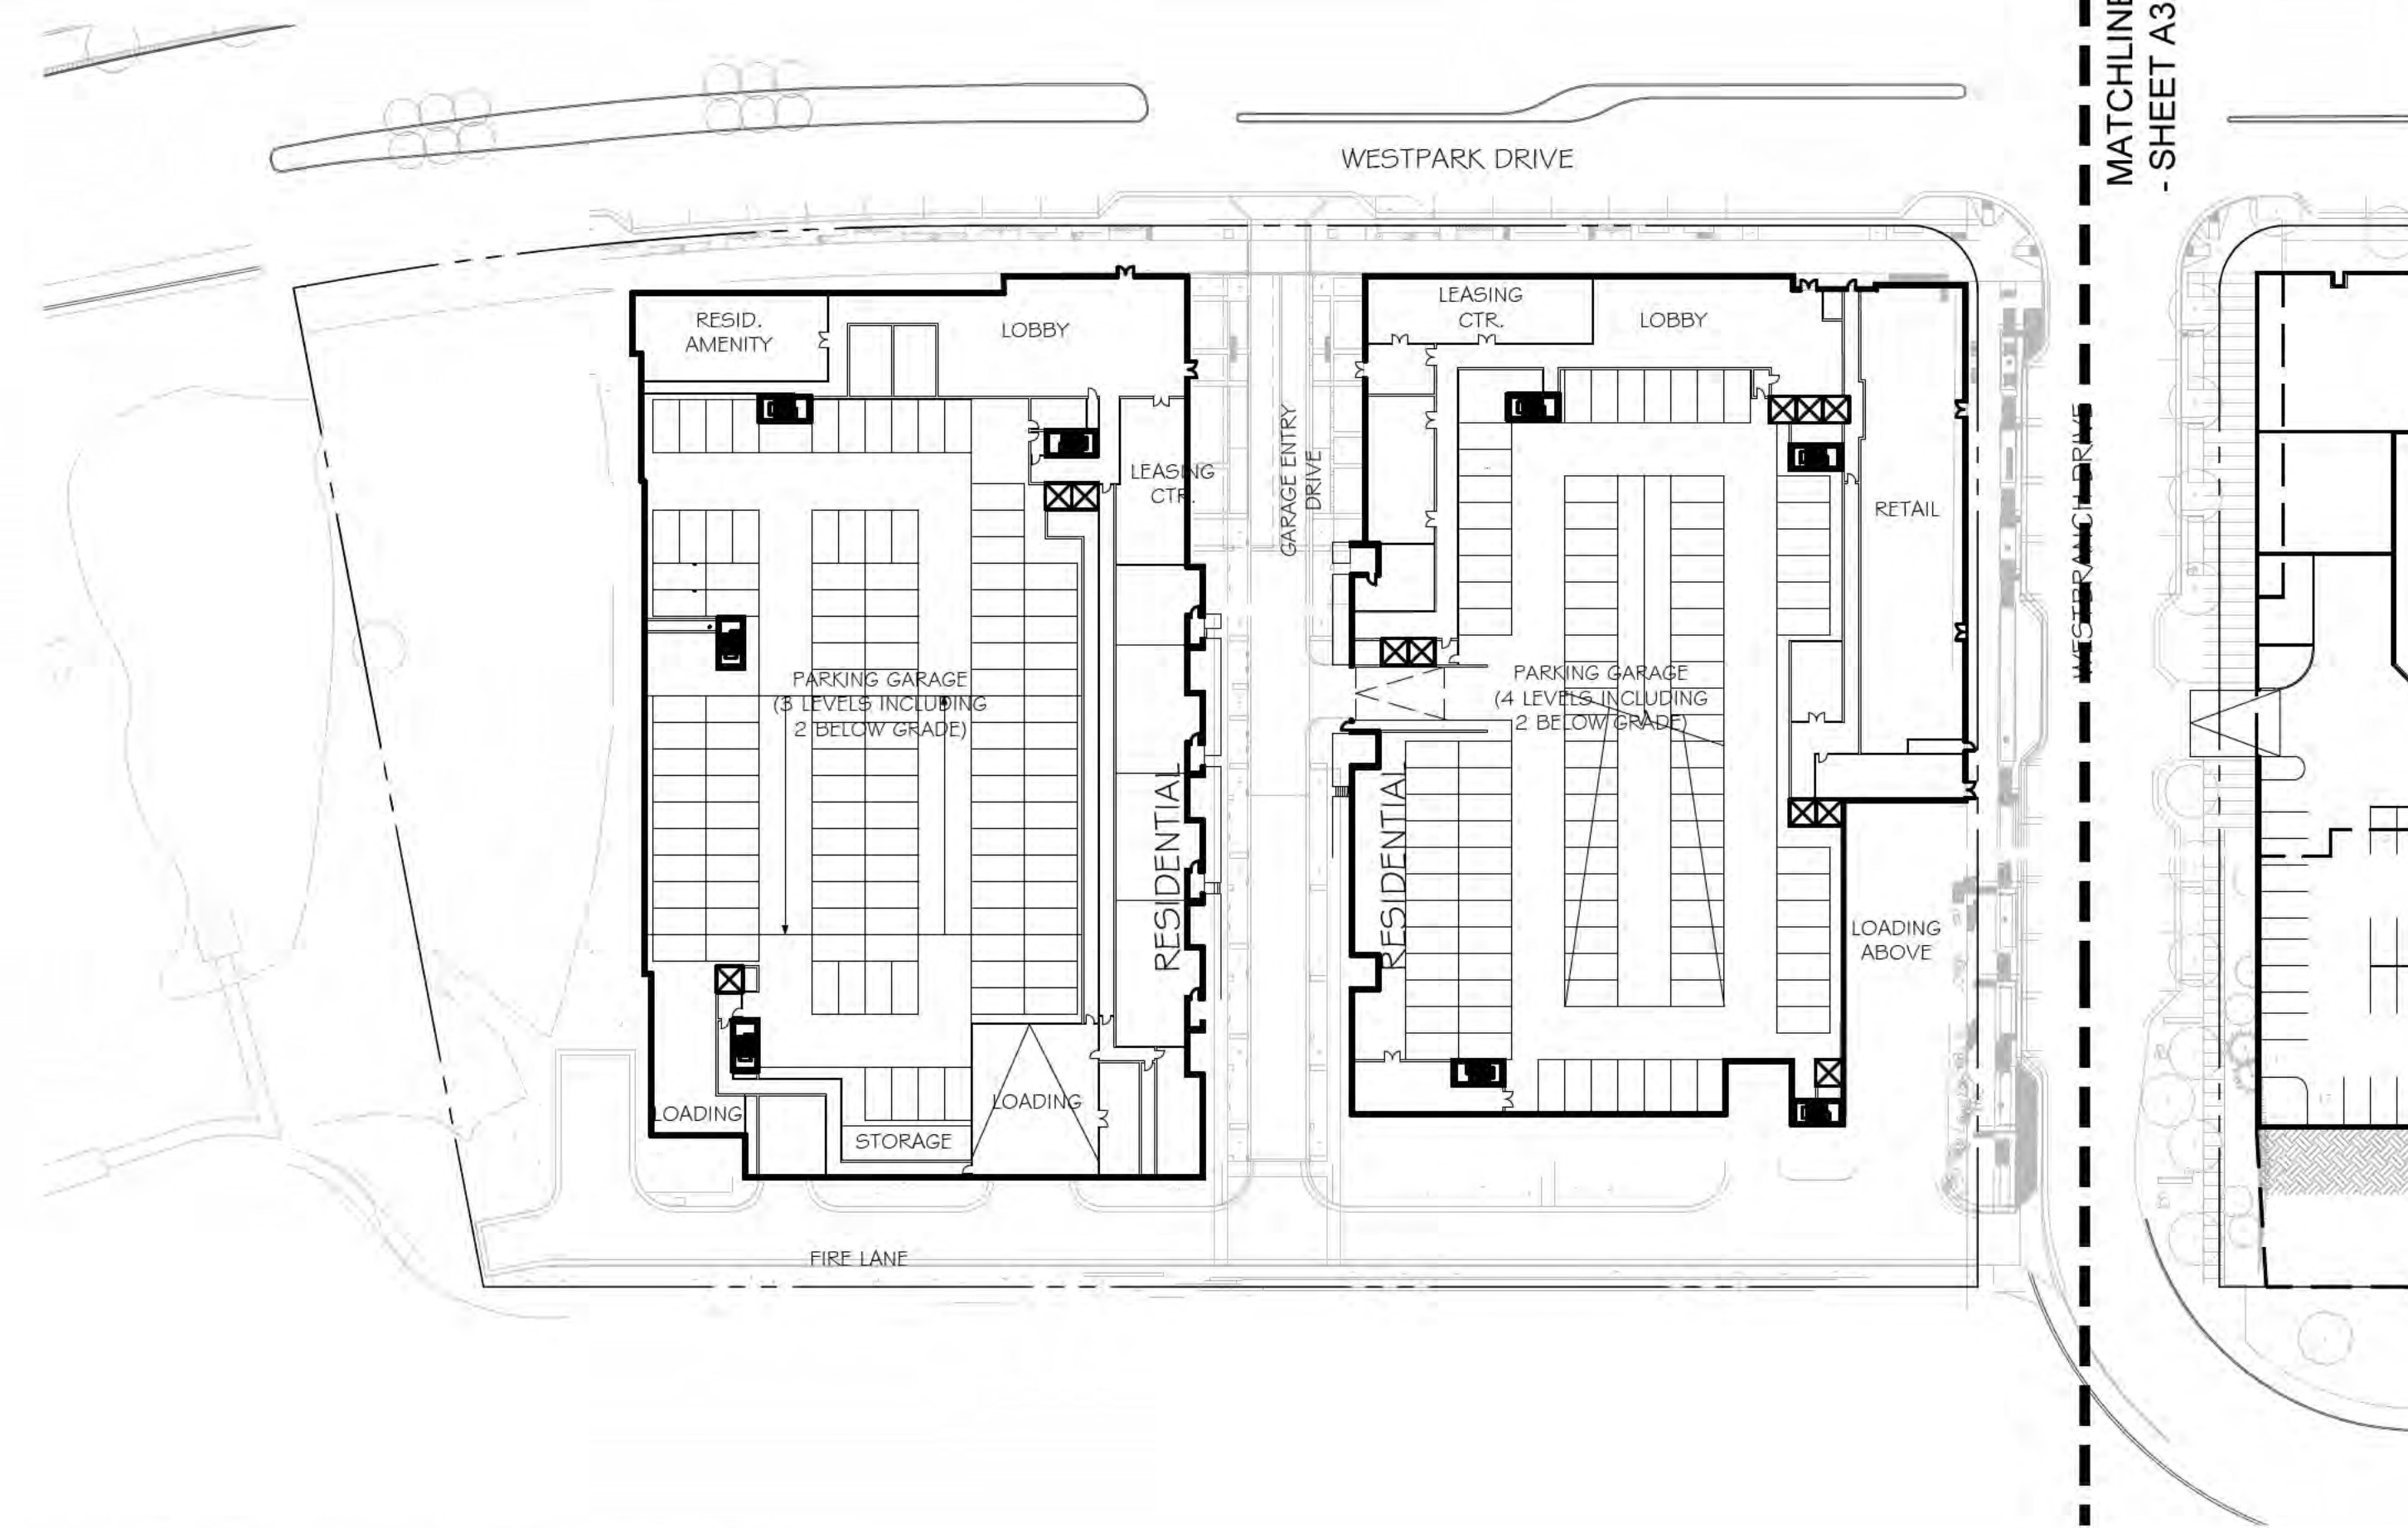 MATCHLINE
- SHEET A3
WESTPARK DRIVE
RESID.
AMENITY
LOBBY
LEASING
CTR.
LOBBY
LEASING
CTR.
GARAGE ENTRY
DRIVE
RETAIL
WESTBRANCH DRIVE
PARKING GARAGE
(3 LEVELS INCLUDING
2 BELOW GRADE)
PARKING GARAGE
(4 LEVELS INCLUDING
2 BELOW GRADE)
RESIDENTIAL
RESIDENTIAL
LOADING
ABOVE
LOADING
STORAGE
LOADING
FIRE LANE